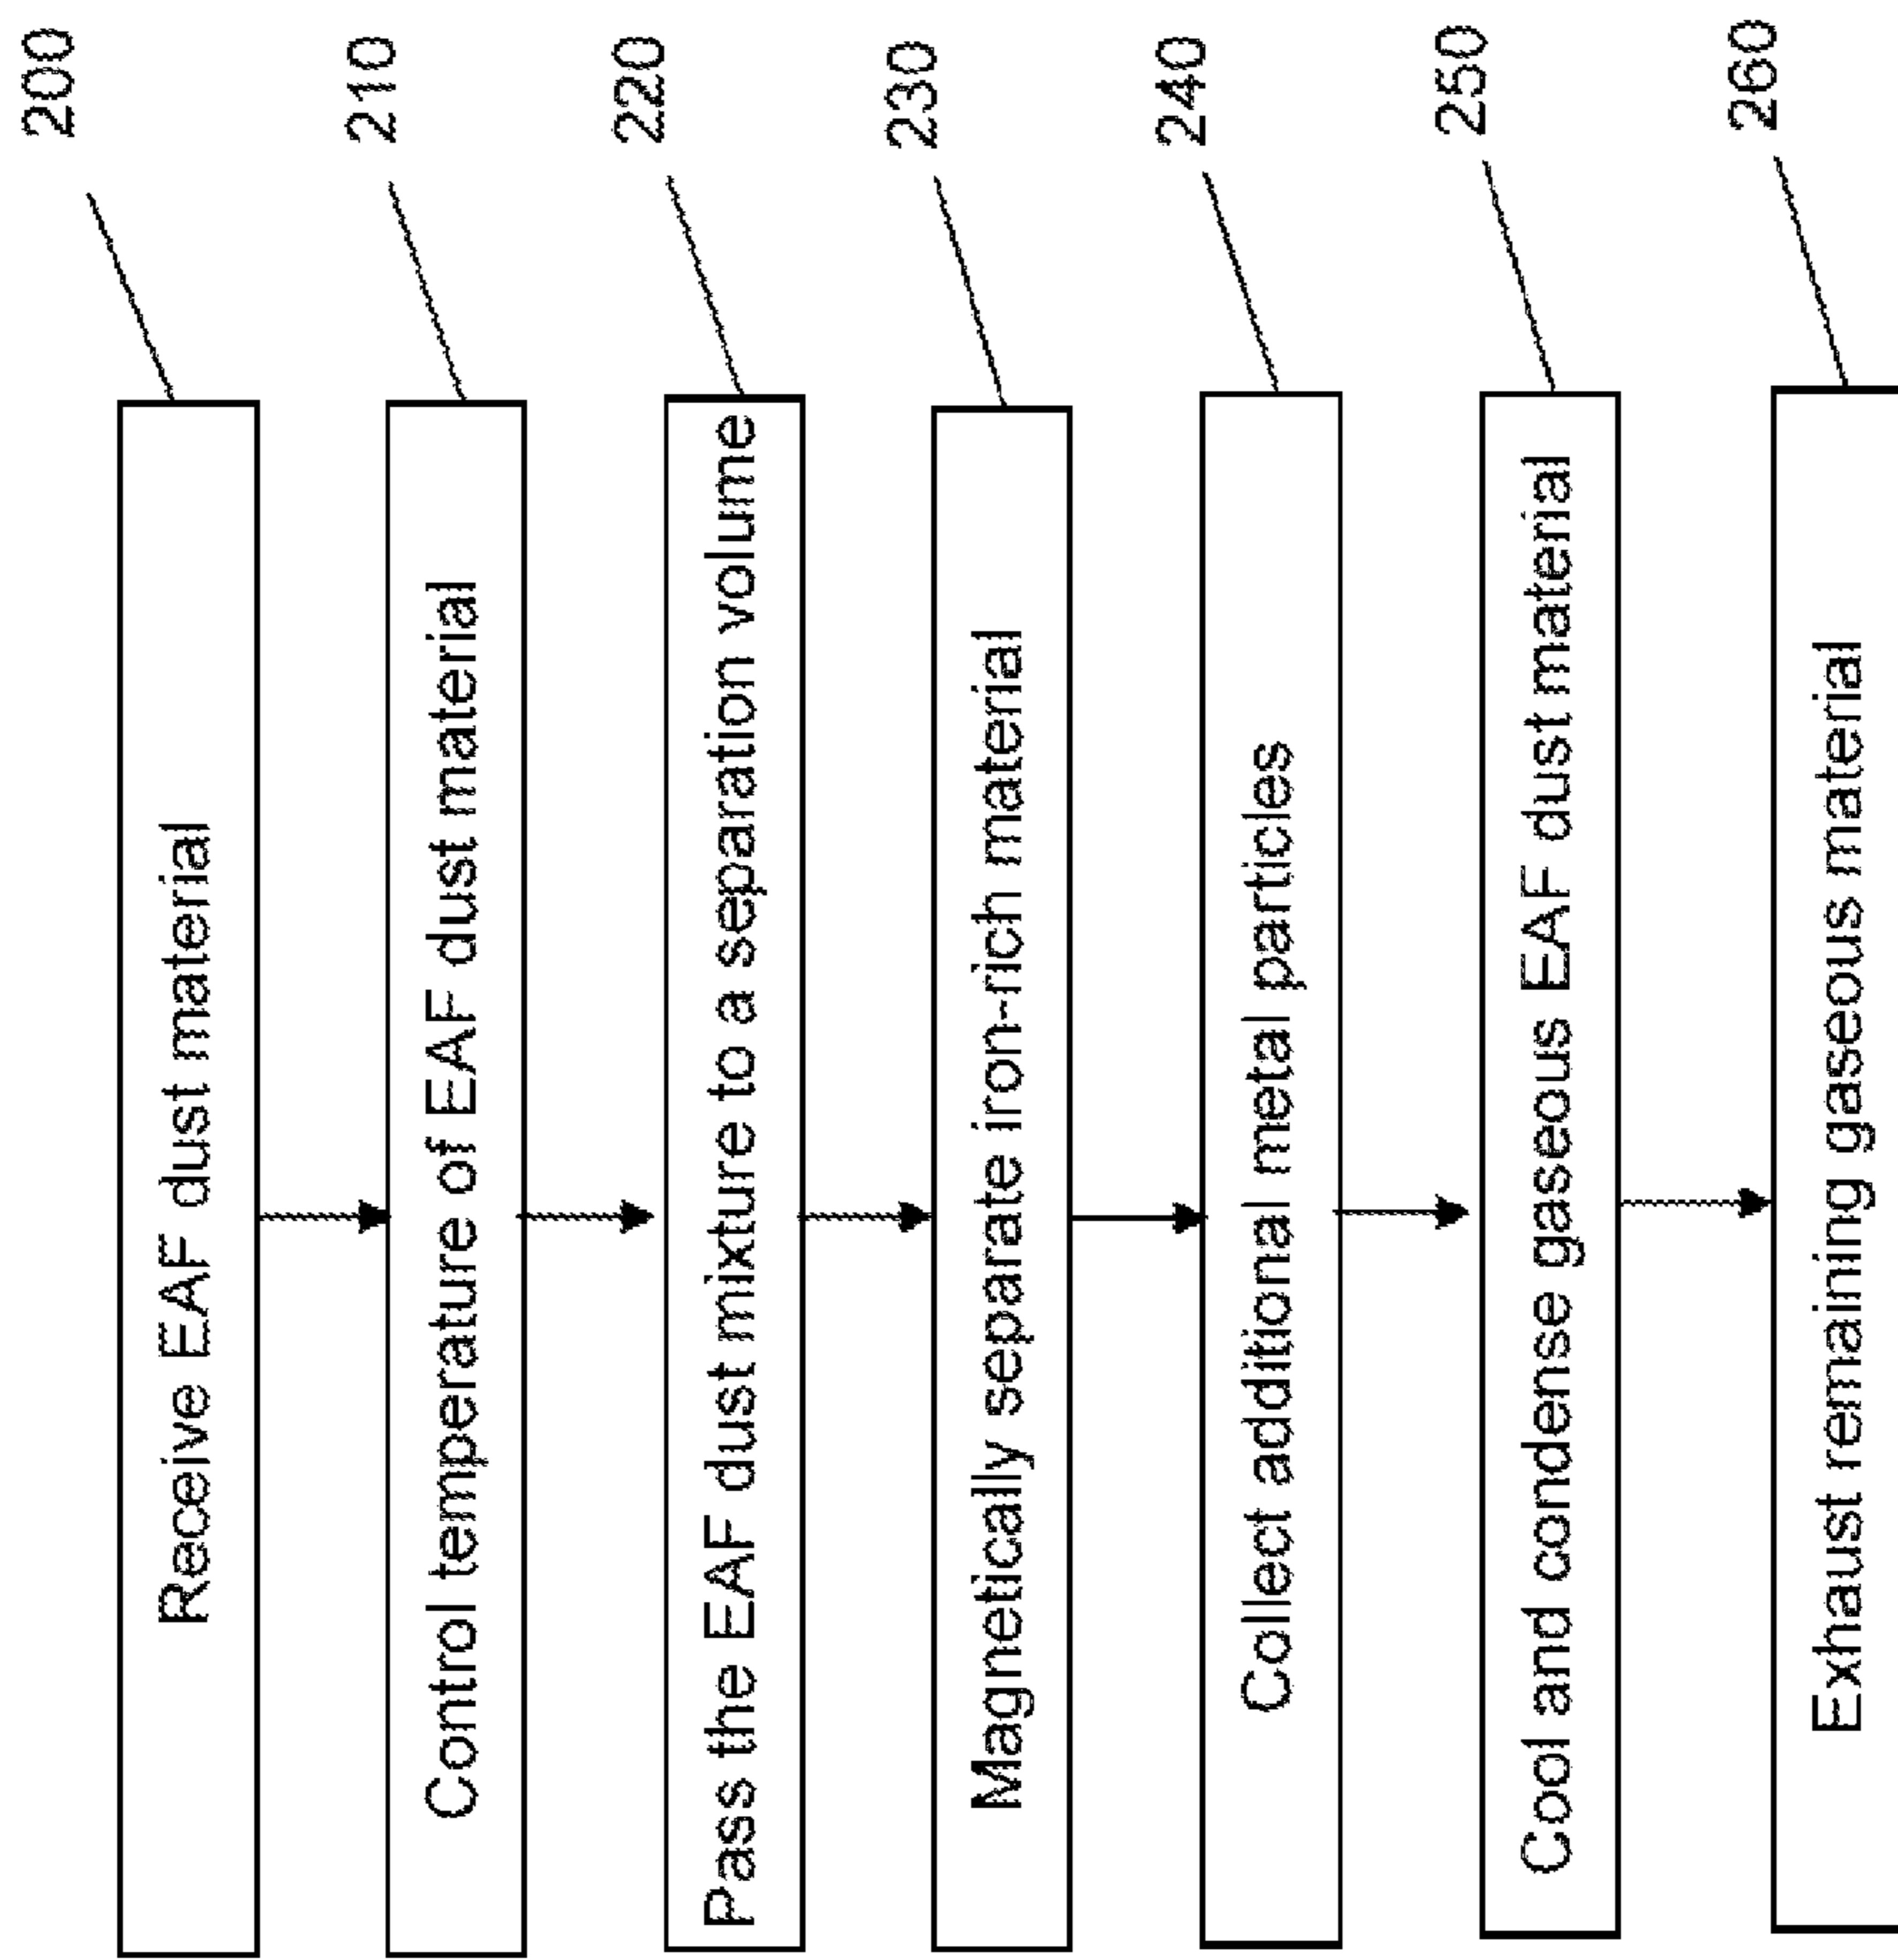 200
Receive EAF dust material
210
Control temperature of EAF dust material
220
Pass the EAF dust mixture to a separation volume
230
Magnetically separate iron-rich material
240
Collect additional metal particles
250
Cool and condense gaseous EAF dust material
260
Exhaust remaining gaseous material